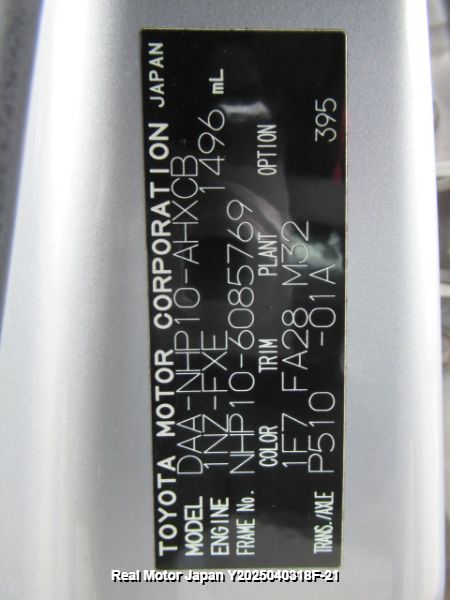 TOYOTA MOTOR CORPORATION JAPAN
MODEL DAA-NHP10-AHXCB
ENGINE 1NZ-FXE 1496 mL
FRAME No. NHP10-6085769
COLOR TRIM PLANT OPTION
1F7 FA28 M32
TRANS./AXLE P510 -01A 395
Real Motor Japan Y2025040318F-21